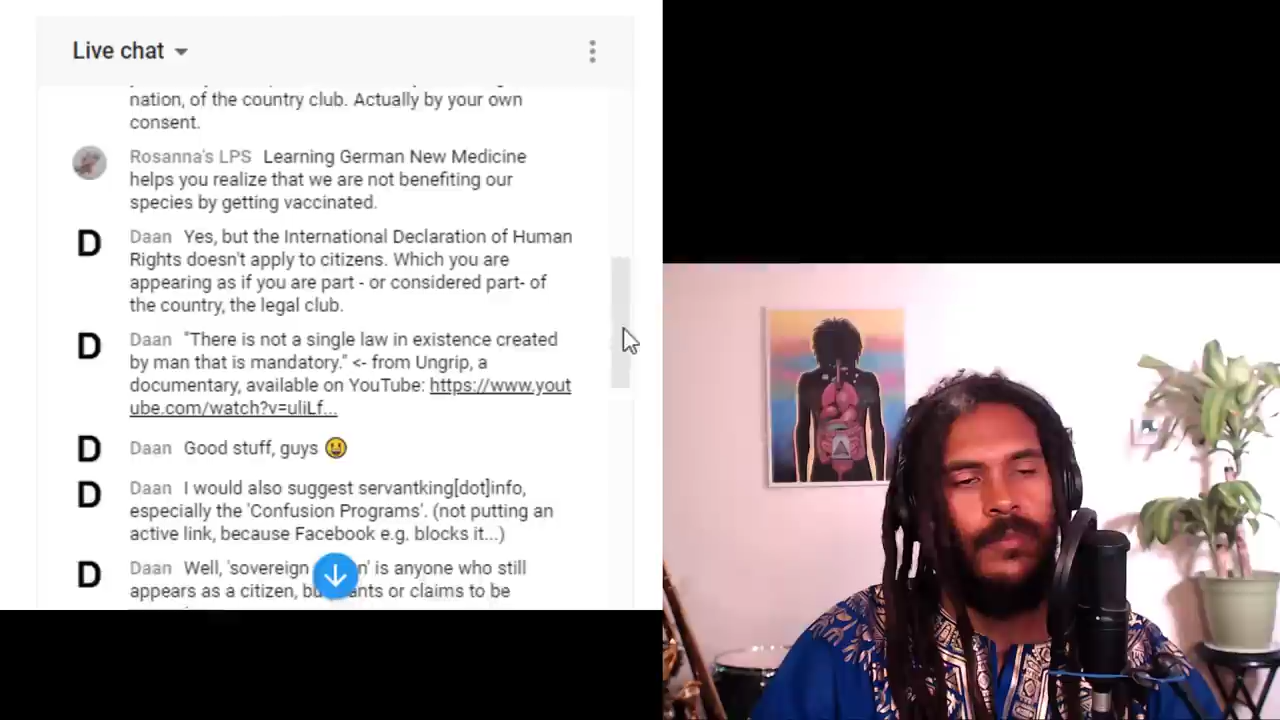 Live chat
nation, of the country club. Actually by your own
consent.
Rosanna's LPS Learning German New Medicine
helps you realize that we are not benefiting our
species by getting vaccinated.
D Daan Yes, but the International Declaration of Human
Rights doesn't apply to citizens. Which you are
appearing as if you are part - or considered part- of
the country, the legal club.
D Daan "There is not a single law in existence created
by man that is mandatory." <- from Ungrip, a
documentary, available on YouTube: https://www.yout
ube.com/watch?v=uliLf...
D Daan Good stuff, guys 😃
D Daan I would also suggest servantking[dot]info,
especially the 'Confusion Programs'. (not putting an
active link, because Facebook e.g. blocks it...)
D Daan Well, 'sovereign is anyone who still
appears as a citizen, or claims to be